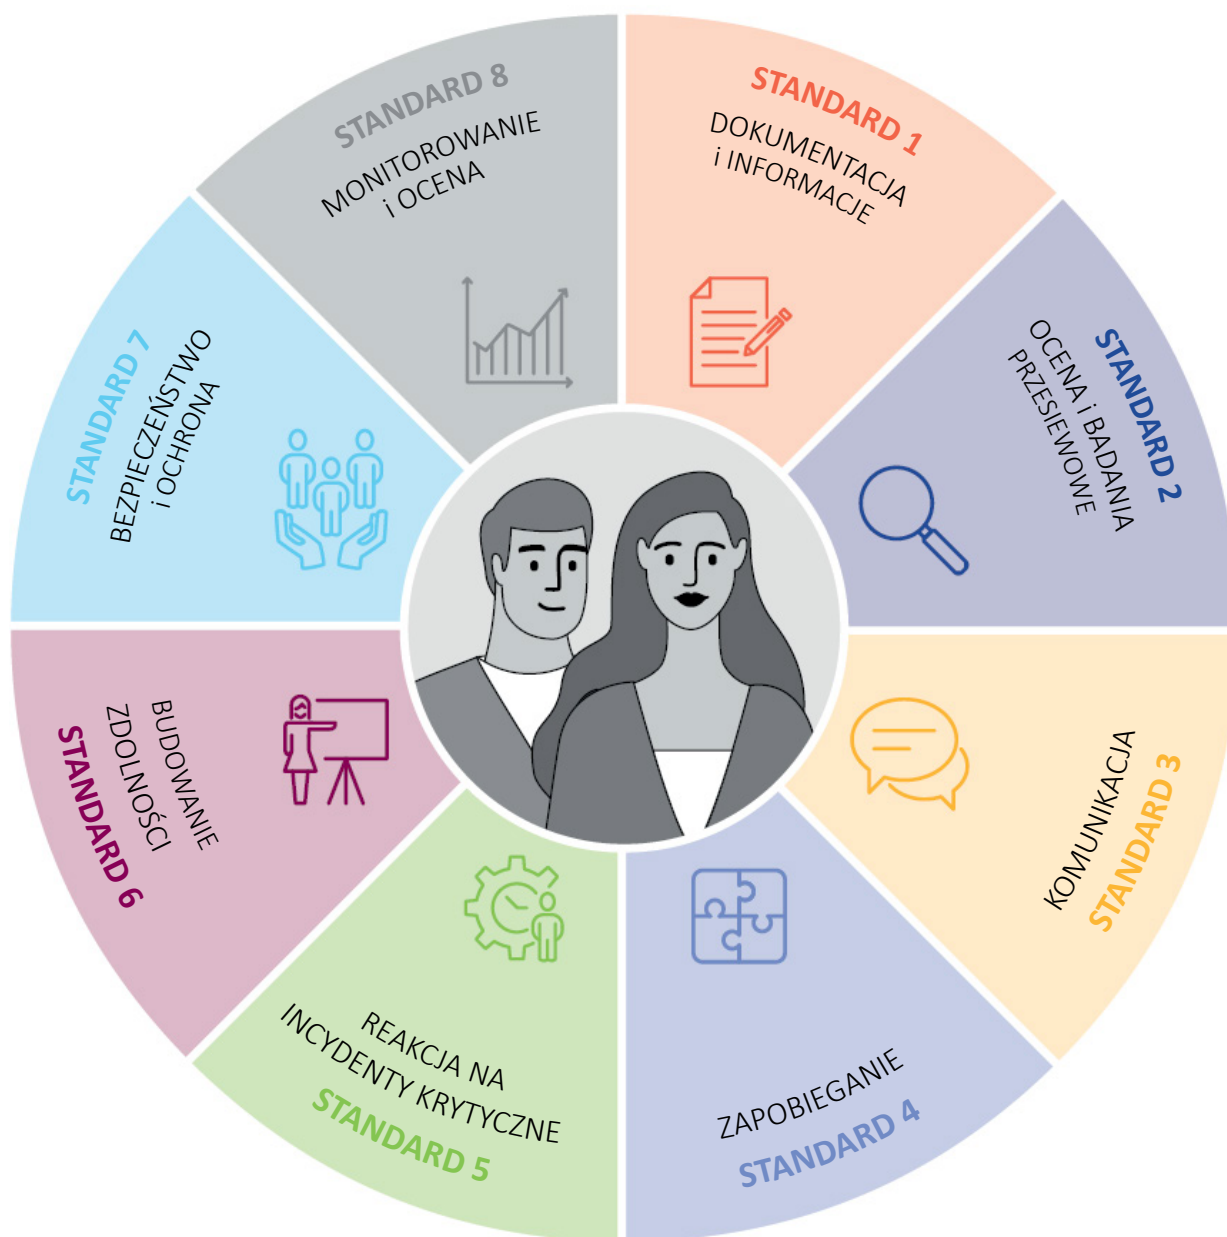 STANDARD 1
DOKUMENTACJA
i INFORMACJE
STANDARD 2
OCENA i BADANIA
PRZESIEWOWE
KOMUNIKACJA
STANDARD 3
ZAPOBIEGANIE
STANDARD 4
REAKCJA NA
INCYDENTY KRYTYCZNE
STANDARD 5
BUDOWANIE
ZDOLNOŚCI
STANDARD 6
STANDARD 7
BEZPIECZEŃSTWO
i OCHRONA
STANDARD 8
MONITOROWANIE
i OCENA